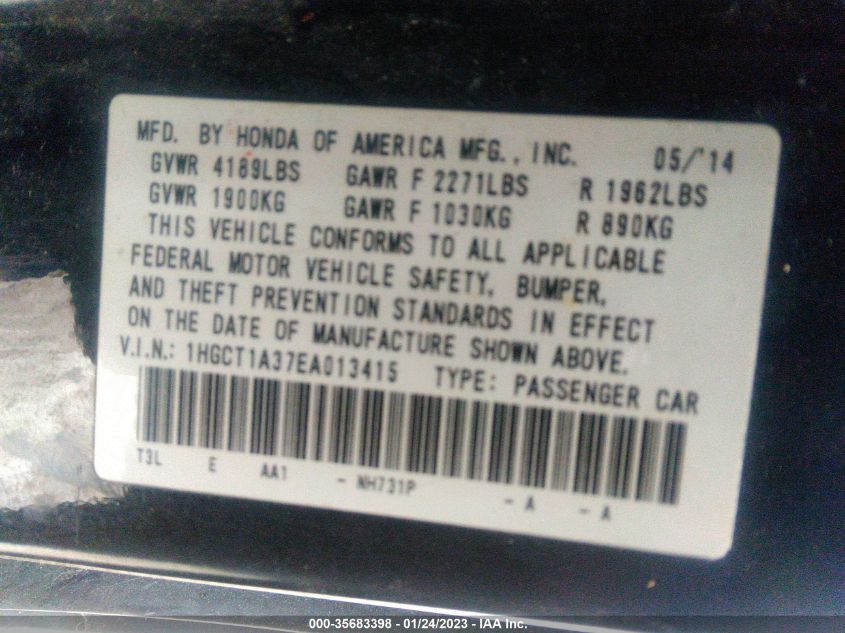 MFD. BY HONDA OF AMERICA MFG., INC. 05/'14
GVWR 4189LBS GAWR F 2271LBS R 1962LBS
GVWR 1900KG GAWR F 1030KG R 890KG
THIS VEHICLE CONFORMS TO ALL APPLICABLE
FEDERAL MOTOR VEHICLE SAFETY, BUMPER,
AND THEFT PREVENTION STANDARDS IN EFFECT
ON THE DATE OF MANUFACTURE SHOWN ABOVE.
V.I.N.: 1HGCT1A37EA013415 TYPE: PASSENGER CAR
T3L E AA1 - NH731P - A - A
000-35683398 - 01/24/2023 - IAA Inc.